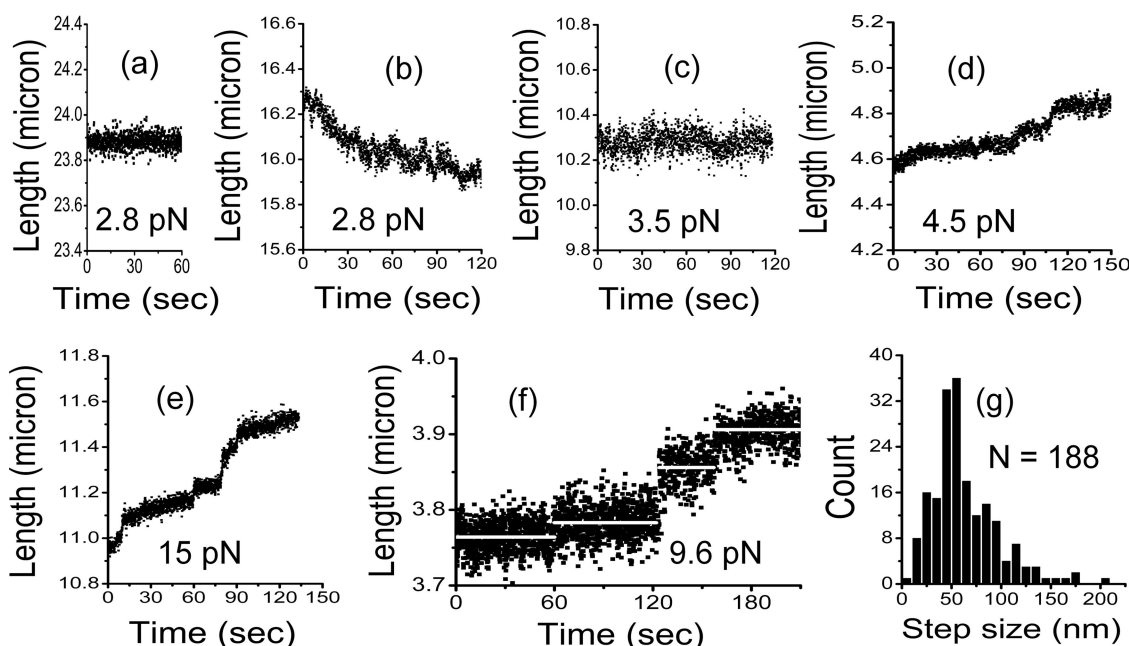 (a)
Length (micron)
24.4
24.2
24.0
23.8
23.6
23.4
2.8 pN
0
30
60
Time (sec)
(b)
Length (micron)
16.6
16.4
16.2
16.0
15.8
15.6
2.8 pN
0
30
60
90
120
Time (sec)
(c)
Length (micron)
10.8
10.6
10.4
10.2
10.0
9.8
3.5 pN
0
30
60
90
120
Time (sec)
(d)
Length (micron)
5.2
5.0
4.8
4.6
4.4
4.2
4.5 pN
0
30
60
90
120
150
Time (sec)
(e)
Length (micron)
11.8
11.6
11.4
11.2
11.0
10.8
15 pN
0
30
60
90
120
150
Time (sec)
(f)
Length (micron)
4.0
3.9
3.8
3.7
9.6 pN
0
60
120
180
Time (sec)
(g)
N = 188
Count
40
32
24
16
8
0
0
50
100
150
200
Step size (nm)